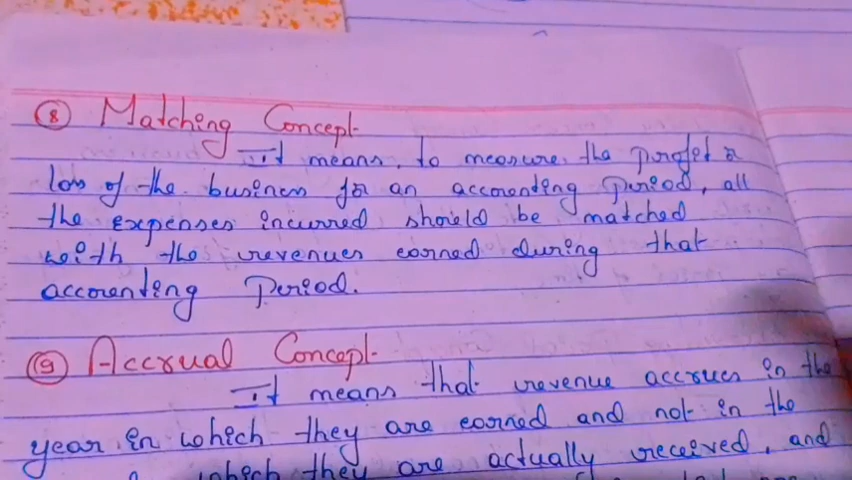 (8) Matching Concept-
It means, to measure the profit or
loss of the business for an accounting period, all
the expenses incurred should be matched
with the revenues earned during that
accounting Period.
(9) Accrual Concept-
It means that revenue accrues in the
year in which they are earned and not in the
which they are actually received, and